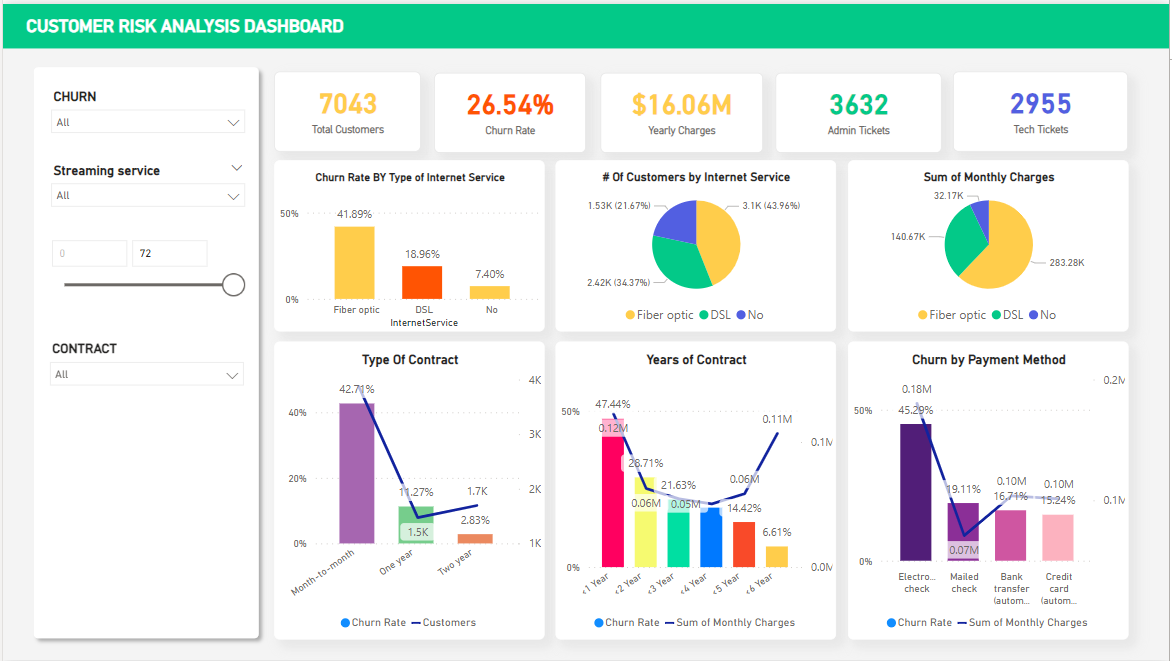 CUSTOMER RISK ANALYSIS DASHBOARD
CHURN
All
Streaming service
All
0
72
CONTRACT
All
7043
Total Customers
26.54%
Churn Rate
$16.06M
Yearly Charges
3632
Admin Tickets
2955
Tech Tickets
Churn Rate BY Type of Internet Service
50%
41.89%
18.96%
7.40%
0%
Fiber optic
DSL
No
InternetService
# Of Customers by Internet Service
1.53K (21.67%)
3.1K (43.96%)
2.42K (34.37%)
Fiber optic DSL No
Sum of Monthly Charges
32.17K
140.67K
283.28K
Fiber optic DSL No
Type Of Contract
4K
42.71%
40%
3K
20%
11.27%
1.7K
2K
2.83%
1.5K
0%
1K
Month-to-month
One year
Two year
Churn Rate Customers
Years of Contract
47.44%
50%
0.12M
0.11M
0.1M
28.71%
21.63%
0.06M
0.06M
0.05M
14.42%
6.61%
0%
0.0M
<1 Year
<2 Year
<3 Year
<4 Year
<5 Year
<6 Year
Churn Rate Sum of Monthly Charges
Churn by Payment Method
0.2M
0.18M
50%
45.29%
19.11%
0.10M
0.10M
16.71%
15.24%
0.1M
0.07M
0%
Electro...
check
Mailed
check
Bank
transfer
(autom...
Credit
card
(autom...
Churn Rate Sum of Monthly Charges